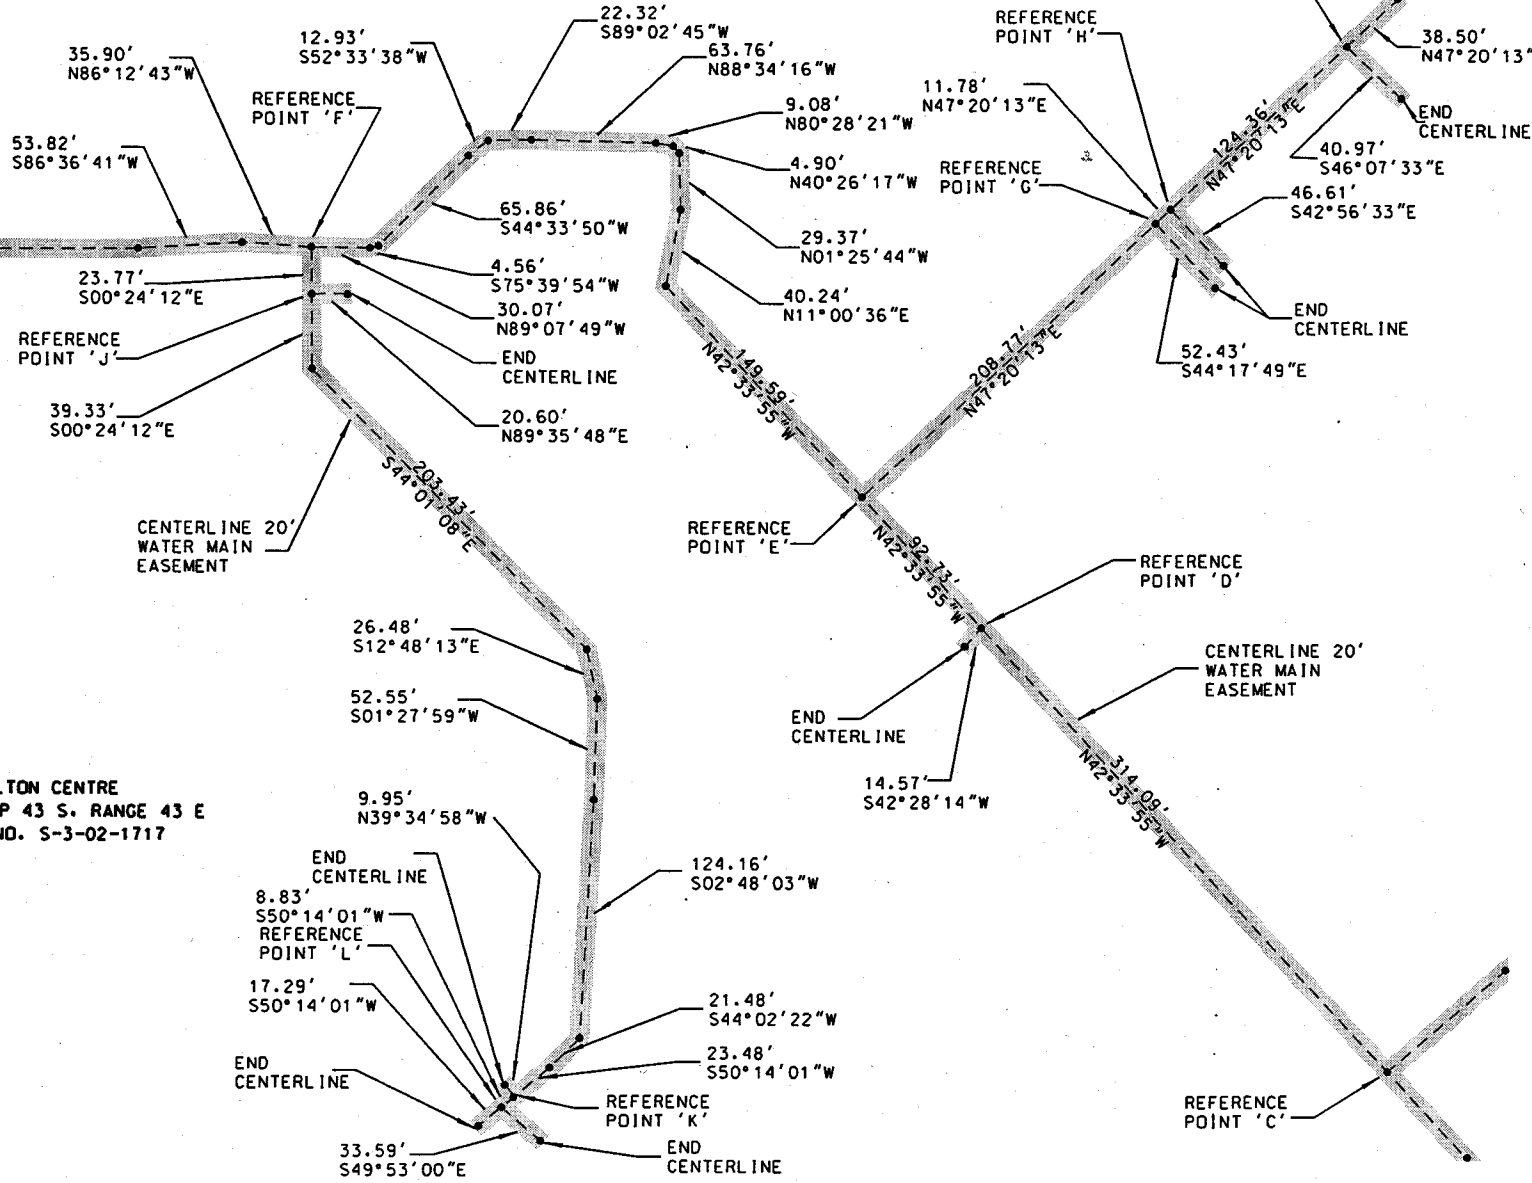 22.32'
S89°02'45"W
12.93'
S52°33'38"W
35.90'
N86°12'43"W
63.76'
N88°34'16"W
REFERENCE
POINT 'H'
38.50'
N47°20'13"
REFERENCE
POINT 'F'
11.78'
N47°20'13"E
9.08'
N80°28'21"W
END
CENTERLINE
124.36'
N47°20'13"E
53.82'
S86°36'41"W
4.90'
N40°26'17"W
REFERENCE
POINT 'G'
40.97'
S46°07'33"E
46.61'
S42°56'33"E
65.86'
S44°33'50"W
29.37'
N01°25'44"W
23.77'
S00°24'12"E
4.56'
S75°39'54"W
40.24'
N11°00'36"E
30.07'
N89°07'49"W
END
CENTERLINE
REFERENCE
POINT 'J'
END
CENTERLINE
52.43'
S44°17'49"E
149.59'
N42°33'55"W
208.77'
N47°20'13"E
39.33'
S00°24'12"E
20.60'
N89°35'48"E
203.43'
S44°01'08"E
CENTERLINE 20'
WATER MAIN
EASEMENT
REFERENCE
POINT 'E'
92.73'
N42°33'55"W
REFERENCE
POINT 'D'
26.48'
S12°48'13"E
CENTERLINE 20'
WATER MAIN
EASEMENT
52.55'
S01°27'59"W
END
CENTERLINE
14.57'
S42°28'14"W
314.09'
N42°33'55"W
LTON CENTRE
P 43 S. RANGE 43 E
NO. S-3-02-1717
9.95'
N39°34'58"W
END
CENTERLINE
124.16'
S02°48'03"W
8.83'
S50°14'01"W
REFERENCE
POINT 'L'
17.29'
S50°14'01"W
21.48'
S44°02'22"W
END
CENTERLINE
23.48'
S50°14'01"W
REFERENCE
POINT 'K'
REFERENCE
POINT 'C'
33.59'
S49°53'00"E
END
CENTERLINE